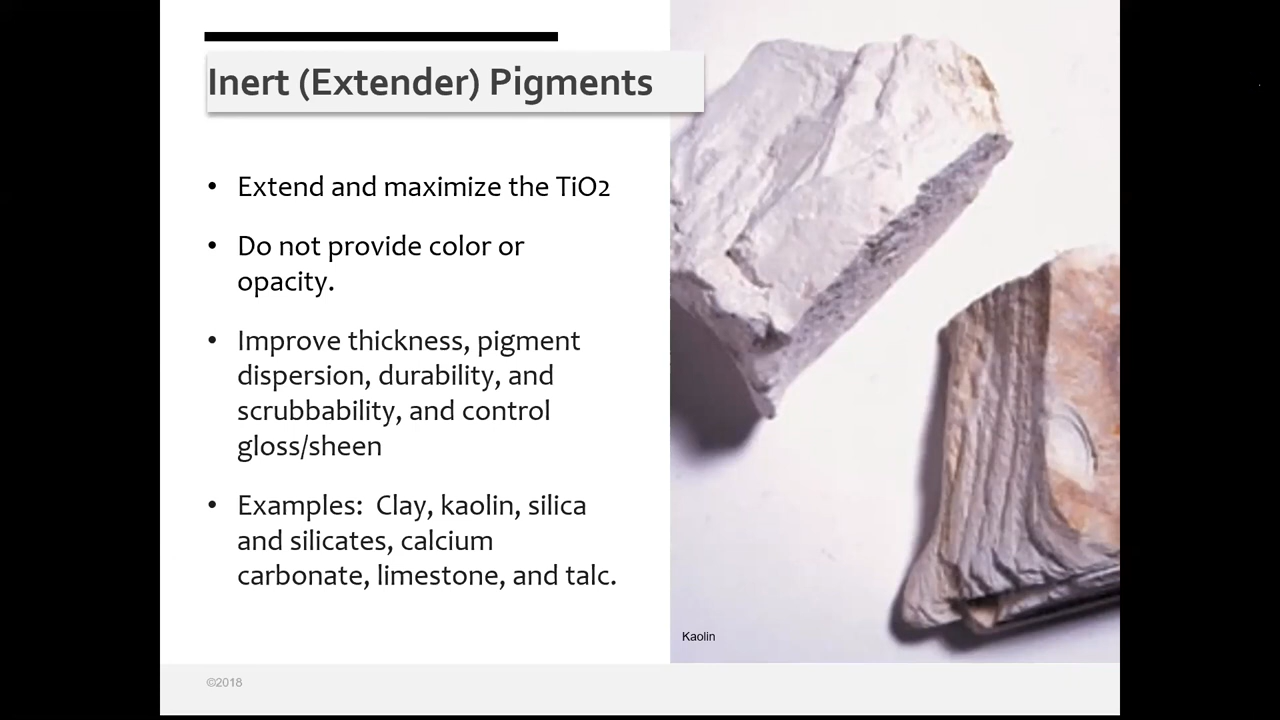 Inert (Extender) Pigments
• Extend and maximize the TiO2
• Do not provide color or
opacity.
• Improve thickness, pigment
dispersion, durability, and
scrubbability, and control
gloss/sheen
• Examples:  Clay, kaolin, silica
and silicates, calcium
carbonate, limestone, and talc.
Kaolin
©2018